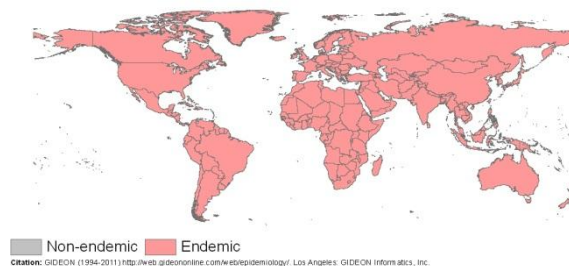 Non-endemic Endemic
Citation: GIDEON (1994-2011) http://web.gideononline.com/web/epidemiology/. Los Angeles: GIDEON Informatics, Inc.